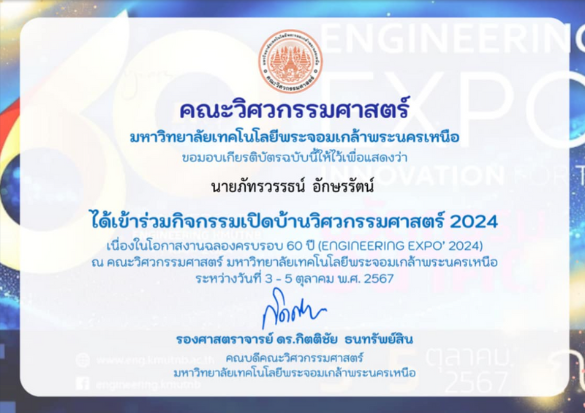 60
ENGINEERING
EXPO
INNOVATION FOR T
คณะวิศวกรรมศาสตร์
มหาวิทยาลัยเทคโนโลยีพระจอมเกล้าพระนครเหนือ
ขอมอบเกียรติบัตรฉบับนี้ให้ไว้เพื่อแสดงว่า
นายภัทรวรรธน์ อักษรรัตน์
ได้เข้าร่วมกิจกรรมเปิดบ้านวิศวกรรมศาสตร์ 2024
เนื่องในโอกาสงานฉลองครบรอบ 60 ปี (ENGINEERING EXPO' 2024)
ณ คณะวิศวกรรมศาสตร์ มหาวิทยาลัยเทคโนโลยีพระจอมเกล้าพระนครเหนือ
ระหว่างวันที่ 3 - 5 ตุลาคม พ.ศ. 2567
รองศาสตราจารย์ ดร.กิตติชัย ธนทรัพย์สิน
คณบดีคณะวิศวกรรมศาสตร์
มหาวิทยาลัยเทคโนโลยีพระจอมเกล้าพระนครเหนือ
ตุลาคม
2567